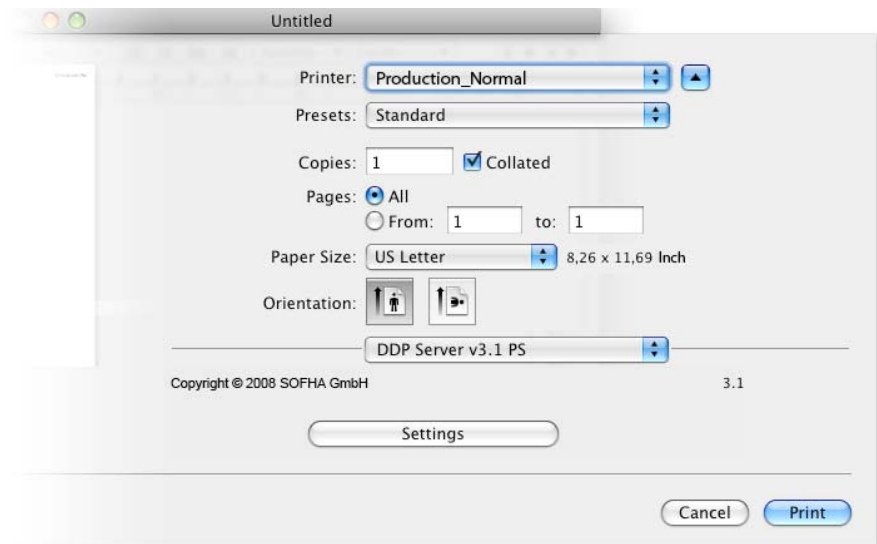 Untitled
Printer: Production_Normal
Presets: Standard
Copies: 1 Collated
Pages: All
From: 1 to: 1
Paper Size: US Letter 8,26 x 11,69 Inch
Orientation:
DDP Server v3.1 PS
Copyright © 2008 SOFHA GmbH 3.1
Settings
Cancel Print